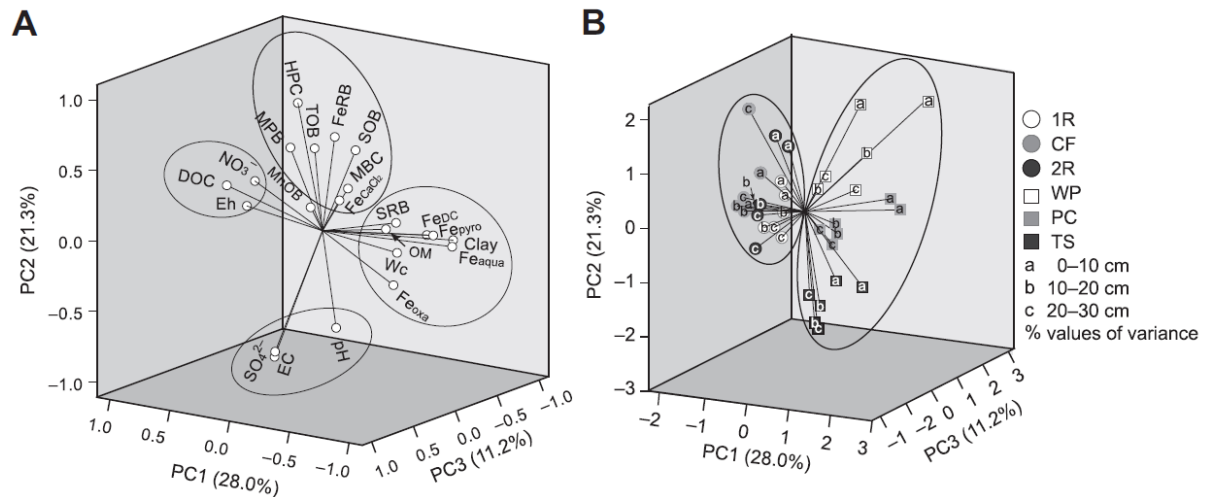 A
1.0
0.5
0.0
−0.5
−1.0
PC2 (21.3%)
1.0
0.5
0.0
−0.5
−1.0
PC1 (28.0%)
1.0
0.5
0.0
−0.5
−1.0
PC3 (11.2%)
HPC
TOB
FeRB
SOB
MPB
MBC
FeCaCl₂
MnOB
NO₃⁻
DOC
Eh
SRB
FeDC
Fepyro
OM
Clay
Feaqua
Wc
Feoxa
pH
SO₄²⁻
EC
B
2
1
0
−1
−2
−3
PC2 (21.3%)
−2
−1
0
1
2
3
PC1 (28.0%)
−1
−2
0
1
2
3
PC3 (11.2%)
c
a
a
a
a
a
b
c
a
b
b
b
b
c
c
b
c
c
a
a
b
c
b
c
a
a
b
c
b
c
a
a
c
b
b
c
1R
CF
2R
WP
PC
TS
a 0–10 cm
b 10–20 cm
c 20–30 cm
% values of variance